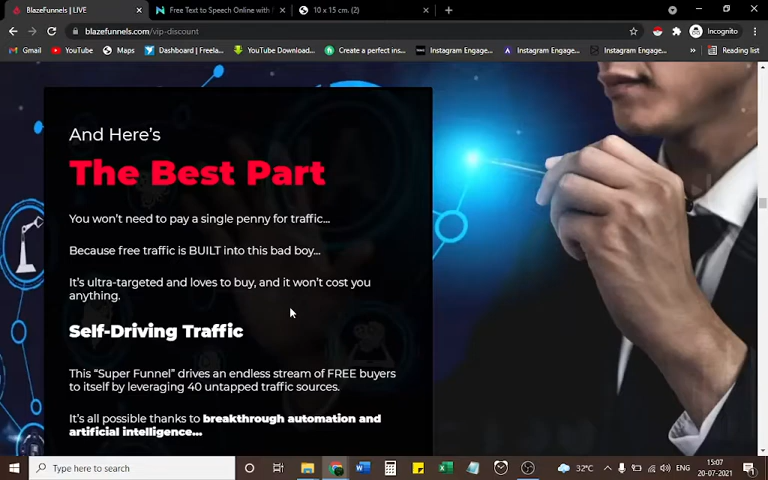 BlazeFunnels | LIVE
Free Text to Speech Online with
10 x 15 cm. (2)
blazefunnels.com/vip-discount
Incognito
Gmail
YouTube
Maps
Dashboard | Freela...
YouTube Download...
Create a perfect ins...
Instagram Engage...
Instagram Engage...
Instagram Engage...
Reading list
And Here's
The Best Part
You won't need to pay a single penny for traffic...
Because free traffic is BUILT into this bad boy...
It's ultra-targeted and loves to buy, and it won't cost you
anything.
Self-Driving Traffic
This “Super Funnel” drives an endless stream of FREE buyers
to itself by leveraging 40 untapped traffic sources.
It's all possible thanks to breakthrough automation and
artificial intelligence...
Type here to search
32°C
ENG
15:07
20-07-2021